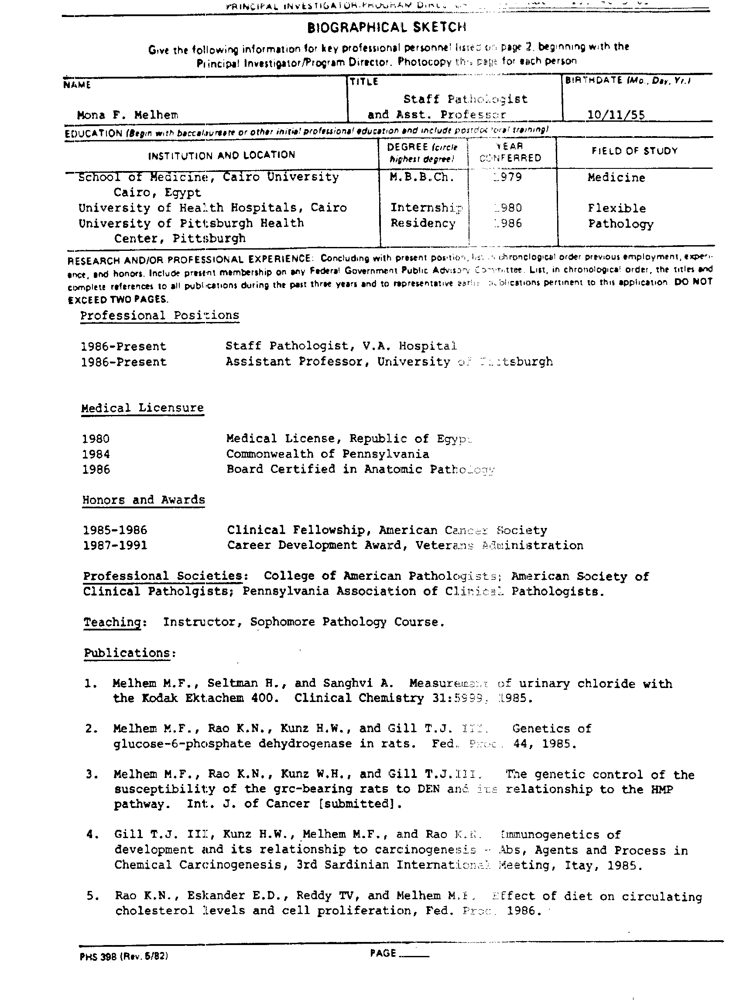 PRINCIPAL INVESTIGATOR/PROGRAM
BIOGRAPHICAL SKETCH
Give the following information for key professional personnel listed on page 2, beginning with the
Principal Investigator/Program Director. Photocopy this page for each person
NAME
TITLE
BIRTHDATE (Mo., Day, Yr.)
Mona F. Melhem
Staff Pathologist
and Asst. Professor
10/11/55
EDUCATION (Begin with baccalaureate or other initial professional education and include postdoctoral training)
INSTITUTION AND LOCATION
DEGREE (circle
highest degree)
YEAR
CONFERRED
FIELD OF STUDY
School of Medicine, Cairo University M.B.B.Ch. 1979 Medicine
Cairo, Egypt
University of Health Hospitals, Cairo Internship 1980 Flexible
University of Pittsburgh Health Residency 1986 Pathology
Center, Pittsburgh
RESEARCH AND/OR PROFESSIONAL EXPERIENCE: Concluding with present position, list in chronological order previous employment, experi-
ence, and honors. Include present membership on any Federal Government Public Advisory Committee. List, in chronological order, the titles and
complete references to all publications during the past three years and to representative earlier publications pertinent to this application. DO NOT
EXCEED TWO PAGES.
Professional Positions
1986-Present Staff Pathologist, V.A. Hospital
1986-Present Assistant Professor, University of Pittsburgh
Medical Licensure
1980 Medical License, Republic of Egypt
1984 Commonwealth of Pennsylvania
1986 Board Certified in Anatomic Pathology
Honors and Awards
1985-1986 Clinical Fellowship, American Cancer Society
1987-1991 Career Development Award, Veterans Administration
Professional Societies: College of American Pathologists; American Society of
Clinical Patholgists; Pennsylvania Association of Clinical Pathologists.
Teaching: Instructor, Sophomore Pathology Course.
Publications:
1. Melhem M.F., Seltman H., and Sanghvi A. Measurement of urinary chloride with
the Kodak Ektachem 400. Clinical Chemistry 31:5999, 1985.
2. Melhem M.F., Rao K.N., Kunz H.W., and Gill T.J. III. Genetics of
glucose-6-phosphate dehydrogenase in rats. Fed. Proc. 44, 1985.
3. Melhem M.F., Rao K.N., Kunz W.H., and Gill T.J.III. The genetic control of the
susceptibility of the grc-bearing rats to DEN and its relationship to the HMP
pathway. Int. J. of Cancer [submitted].
4. Gill T.J. III, Kunz H.W., Melhem M.F., and Rao K.N. Immunogenetics of
development and its relationship to carcinogenesis - Abs, Agents and Process in
Chemical Carcinogenesis, 3rd Sardinian International Meeting, Itay, 1985.
5. Rao K.N., Eskander E.D., Reddy TV, and Melhem M.F. Effect of diet on circulating
cholesterol levels and cell proliferation, Fed. Proc. 1986.
PHS 398 (Rev. 5/82)
PAGE